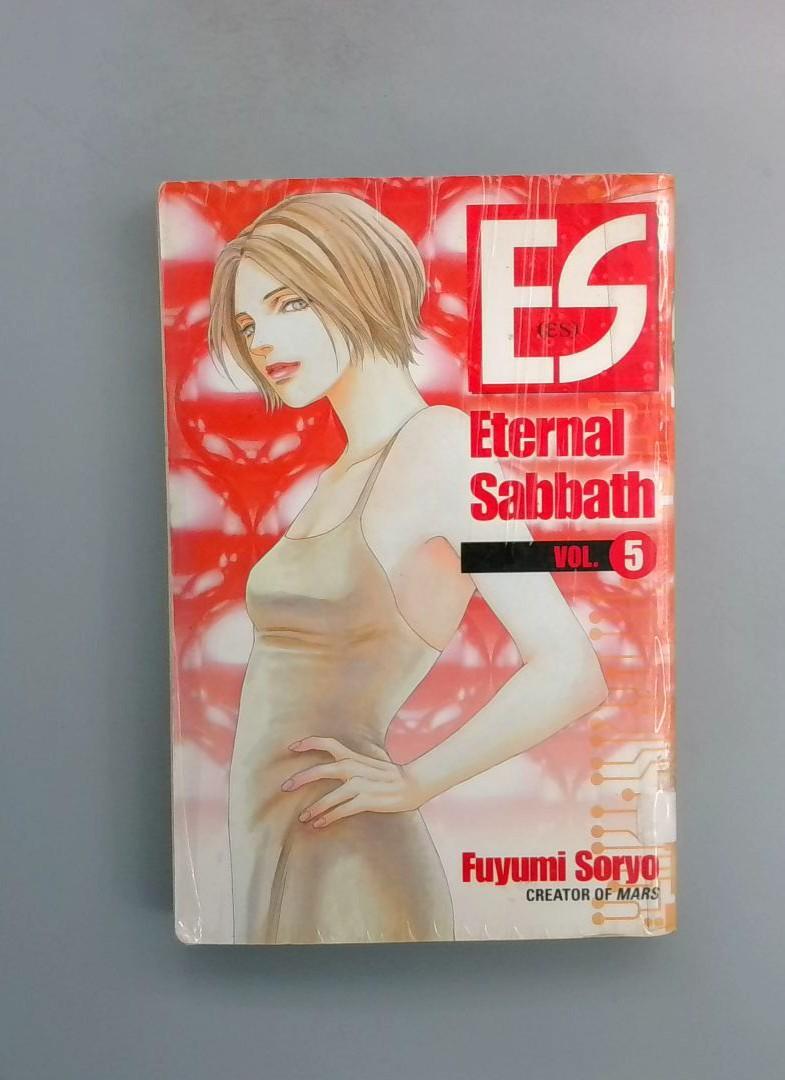 ES
(ES)
Eternal
Sabbath
VOL. 5
Fuyumi Soryo
CREATOR OF MARS